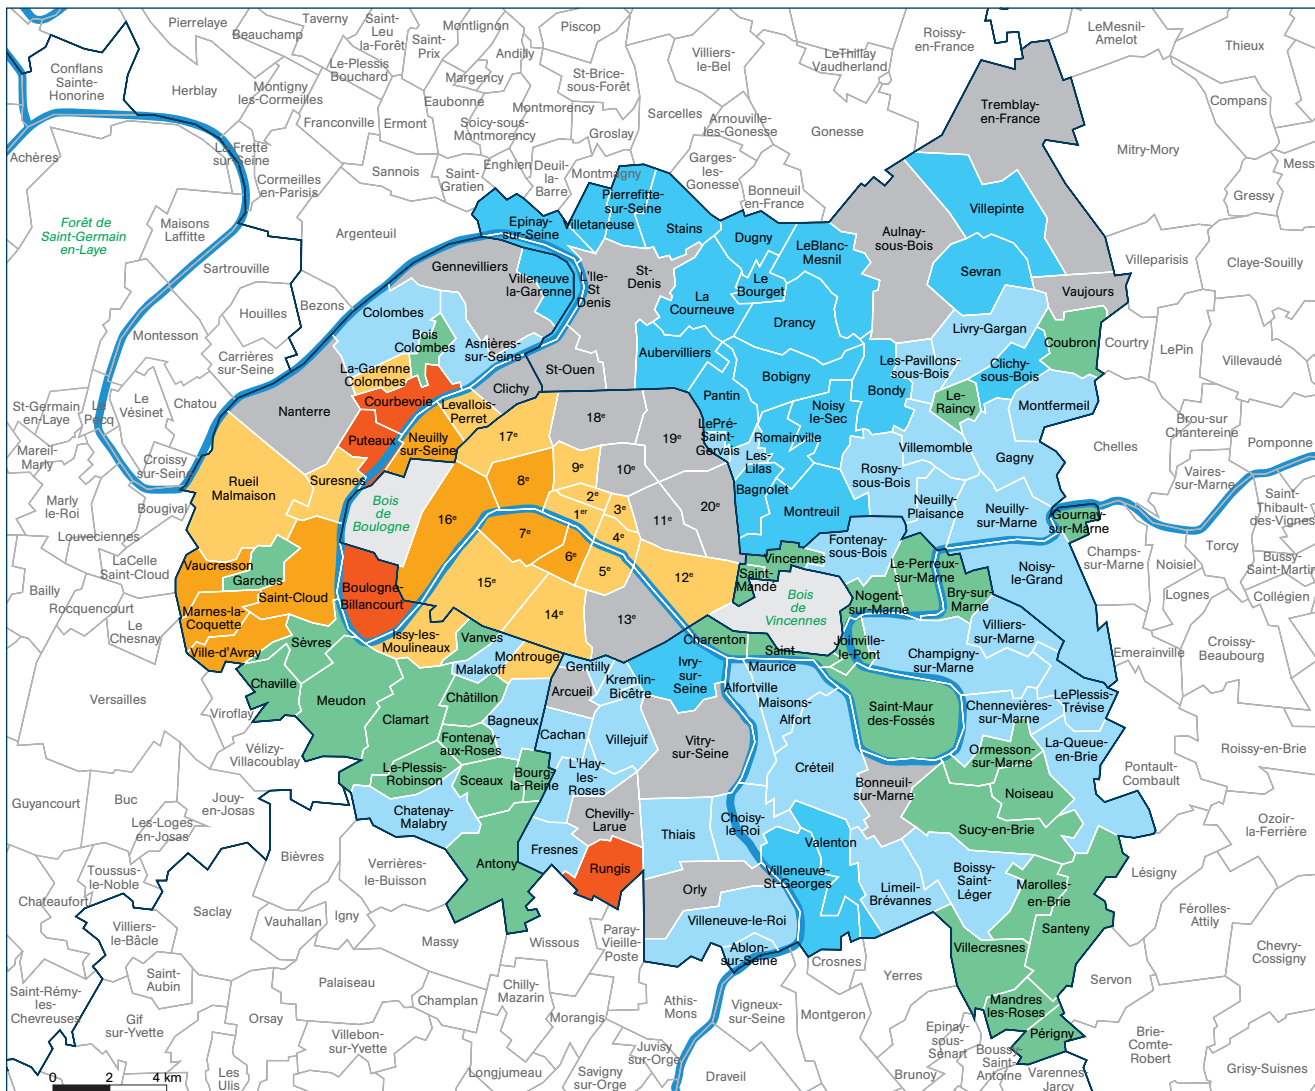 Pierrelaye
Beauchamp
Taverny
Saint-
Leu
la-Forêt
Saint-
Prix
Montlignon
Andilly
Piscop
Villiers-
le-Bel
LeThillay
Vaudherland
Roissy-
en-France
LeMesnil-
Amelot
Thieux
Conflans
Sainte-
Honorine
Herblay
Montigny
les-Cormeilles
Le-Plessis
Bouchard
Margency
Eaubonne
Franconville
Ermont
Soicy-sous-
Montmorency
Montmorency
St-Brice-
sous-Forêt
Groslay
Sarcelles
Arnouville-
les-Gonesse
Gonesse
Tremblay-
en-France
Compans
Mitry-Mory
Mess
Gressy
Achères
La Frette
sur-Seine
Cormeilles
en-Parisis
Sannois
Saint-
Gratien
Enghien
Deuil-
la-
Barre
Montmagny
Garges-
les-
Gonesse
Bonneuil
en-France
Forêt de
Saint-Germain
en-Laye
Maisons
Laffitte
Argenteuil
Epinay-
sur-Seine
Villetaneuse
Pierrefitte-
sur-Seine
Stains
Dugny
LeBlanc-
Mesnil
Aulnay-
sous-Bois
Villepinte
Villeparisis
Claye-Souilly
Sartrouville
Houilles
Bezons
Gennevilliers
Villeneuve
la-Garenne
L'Ile-
St
Denis
St-
Denis
La
Courneuve
Le
Bourget
Drancy
Sevran
Vaujours
Montesson
Carrières
sur-Seine
Colombes
Bois
Colombes
Asnières-
sur-Seine
La-Garenne
Colombes
St-Ouen
Aubervilliers
Bobigny
Les-Pavillons-
sous-Bois
Livry-Gargan
Clichy-
sous-Bois
Coubron
Courtry
LePin
Villevaudé
St-Germain
en-Laye
Le
Pecq
Le
Vésinet
Chatou
Nanterre
Courbevoie
Levallois-
Perret
Clichy
Pantin
Noisy
le-Sec
Bondy
Le-
Raincy
Montfermeil
Mareil-
Marly
Croissy
sur-Seine
Puteaux
Neuilly
sur-Seine
17e
18e
19e
LePré-
Saint-
Gervais
Romainville
Les-
Lilas
Villemomble
Gagny
Chelles
Brou-sur
Chantereine
Pomponne
Marly
le-Roi
Bougival
Rueil
Malmaison
Suresnes
Bois
de
Boulogne
16e
8e
9e
10e
2e
1er
3e
11e
20e
Bagnolet
Montreuil
Rosny-
sous-Bois
Neuilly-
Plaisance
Neuilly-
sur-Marne
Gournay-
sur-Marne
Vaires-
sur-Marne
Saint-
Thibault
des-Vignes
Louveciennes
LaCelle
Saint-Cloud
Vaucresson
Garches
Saint-Cloud
Boulogne-
Billancourt
7e
6e
4e
5e
12e
15e
14e
13e
Vincennes
Saint-
Mandé
Fontenay-
sous-Bois
Le-Perreux-
sur-Marne
Nogent-
sur-Marne
Bry-sur-
Marne
Noisy-
le-Grand
Champs-
sur-Marne
Noisiel
Torcy
Bussy-
Saint-Martin
Collégien
Lognes
Bailly
Rocquencourt
Le
Chesnay
Marnes-la-
Coquette
Ville-d'Avray
Sèvres
Issy-les-
Moulineaux
Vanves
Malakoff
Montrouge
Gentilly
Kremlin-
Bicêtre
Ivry-
sur-
Seine
Charenton
Bois
de
Vincennes
Saint
Maurice
Joinville-
le-Pont
Champigny-
sur-Marne
Villiers-
sur-Marne
Emerainville
Croissy-
Beaubourg
Versailles
Viroflay
Chaville
Meudon
Clamart
Châtillon
Bagneux
Arcueil
Cachan
Villejuif
Vitry-
sur-Seine
Alfortville
Maisons-
Alfort
Créteil
Saint-Maur
des-Fossés
Chennevières-
sur-Marne
LePlessis-
Trévise
Ormesson-
sur-Marne
La-Queue-
en-Brie
Roissy-en-Brie
Pontault-
Combault
Vélizy-
Villacoublay
Fontenay-
aux-Roses
Le-Plessis-
Robinson
Sceaux
Bourg-
la-Reine
L'Hay-
les-
Roses
Chevilly-
Larue
Thiais
Choisy-
le-Roi
Bonneuil-
sur-Marne
Noiseau
Sucy-en-Brie
Ozoir-
la-Ferrière
Guyancourt
Buc
Jouy-
en-Josas
Les-Loges
en-Josas
Chatenay-
Malabry
Antony
Fresnes
Rungis
Orly
Valenton
Villeneuve-
St-Georges
Limeil-
Brévannes
Boissy-
Saint-
Léger
Marolles-
en-Brie
Lésigny
Toussus-
le-Noble
Chateaufort
Bièvres
Verrières-
le-Buisson
Villeneuve-le-Roi
Ablon-
sur-Seine
Santeny
Villecresnes
Férolles-
Attily
Chevry-
Cossigny
Villiers-
le-Bâcle
Saclay
Vauhallan
Igny
Massy
Wissous
Paray-
Vieille-
Poste
Crosnes
Yerres
Servon
Saint-Rémy-
les-
Chevreuses
Saint-
Aubin
Gif
sur-Yvette
Orsay
Palaiseau
Villebon-
sur-Yvette
Champlan
Chilly-
Mazarin
Morangis
Athis-
Mons
Vigneux-
sur-Seine
Montgeron
Mandres
les-Roses
Périgny
Epinay-
sous-
Sénart
Boussy-
Saint-
Antoine
Varennes-
Jarcy
Brie-
Comte-
Robert
Grisy-Suisnes
Les
Ulis
Longjumeau
Savigny
sur-Orge
Juvisy
sur-Orge
Draveil
Brunoy
0 2 4 km